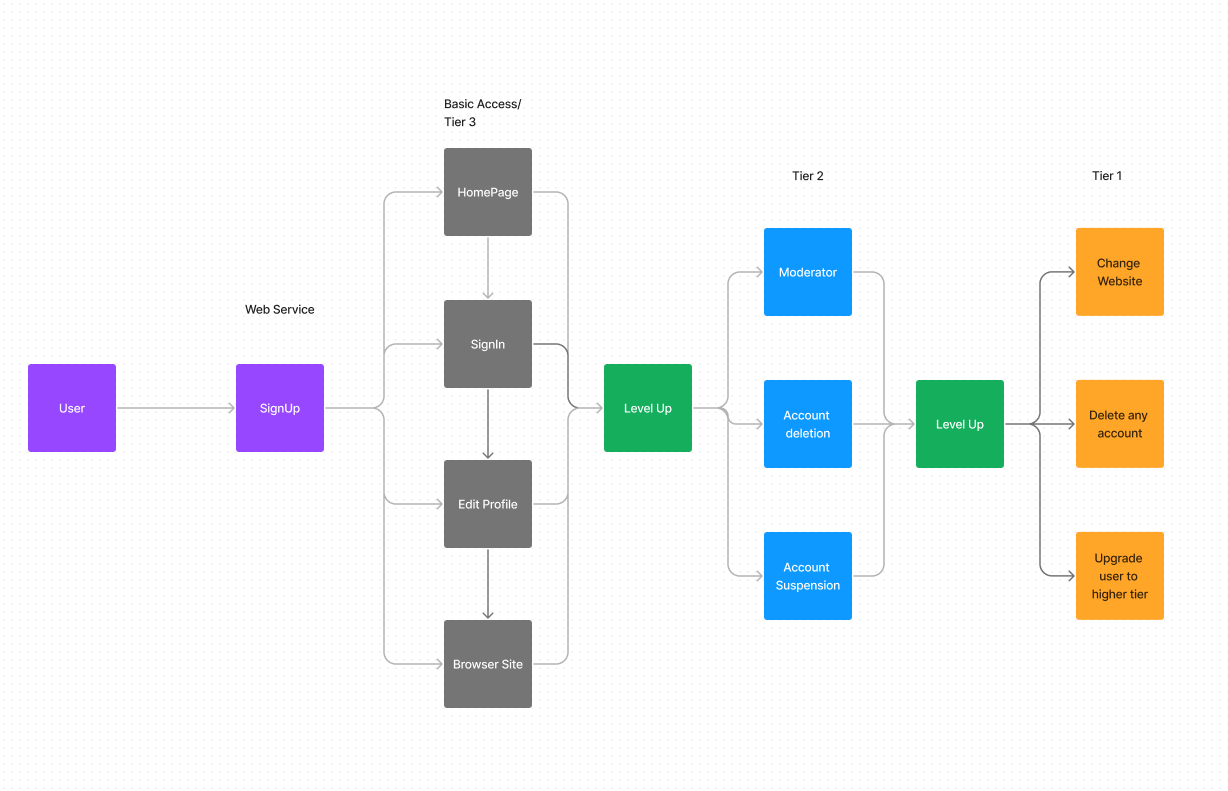 Basic Access/
Tier 3
HomePage
Tier 2
Tier 1
Moderator
Change
Website
Web Service
SignIn
User
SignUp
Level Up
Account
deletion
Level Up
Delete any
account
Edit Profile
Account
Suspension
Upgrade
user to
higher tier
Browser Site